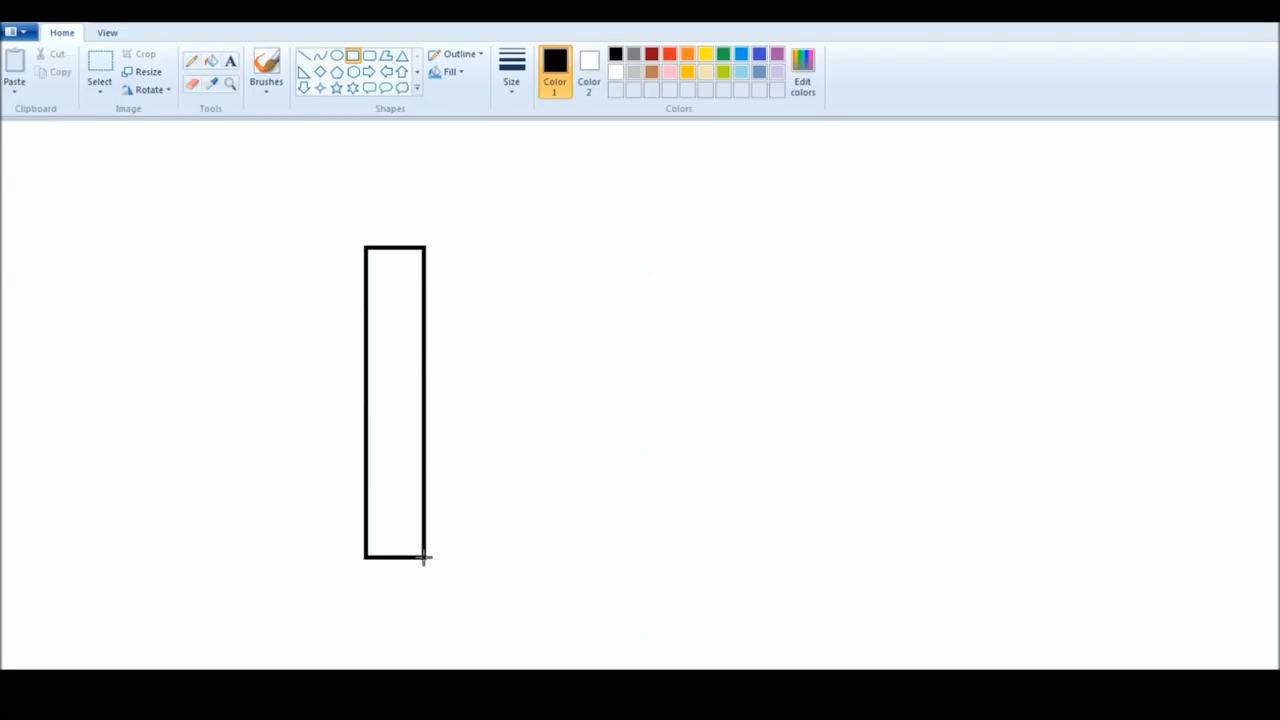 Home View
Paste Cut Copy Clipboard
Select Crop Resize Rotate Image
A Tools
Brushes
Outline Fill Shapes
Size
Color 1 Color 2 Edit colors Colors